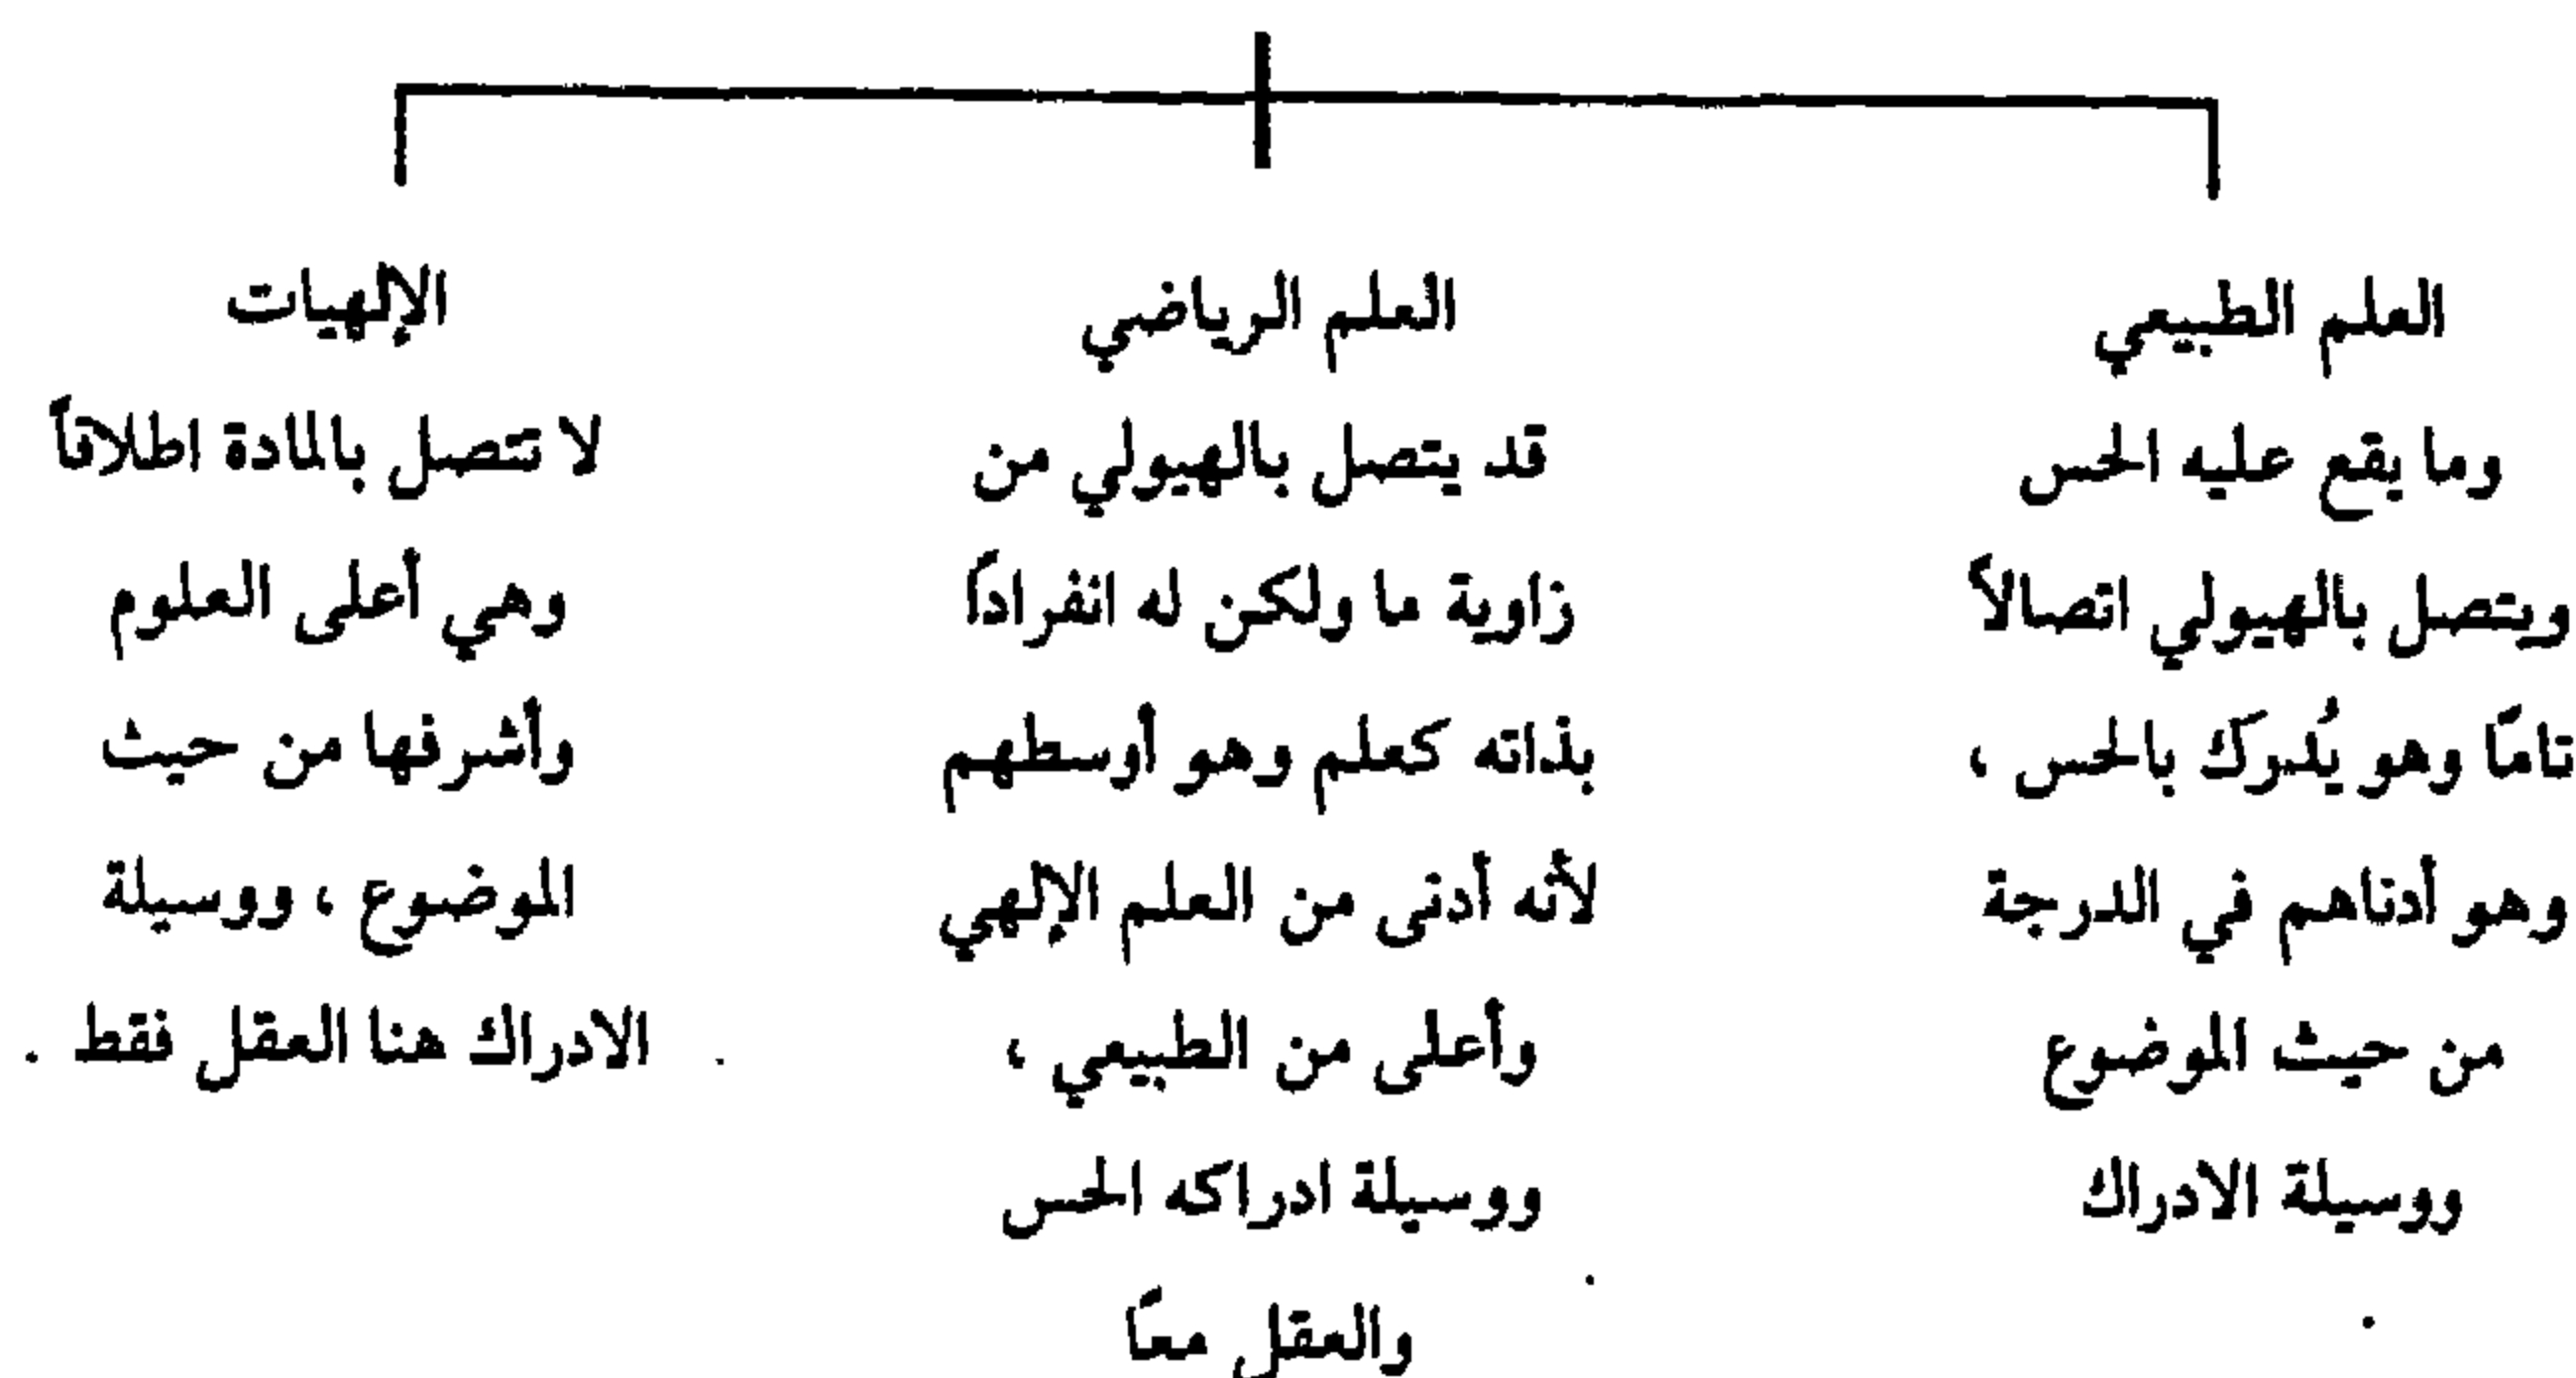 العلم الطبيعي
وما يقع عليه الحس
ويتصل بالهيولي اتصالاً
تامًا وهو يُدرك بالحس ،
وهو أدناهم في الدرجة
من حيث الموضوع
ووسيلة الادراك
.
العلم الرياضي
قد يتصل بالهيولي من
زاوية ما ولكن له انفرادًا
بذاته كعلم وهو أوسطهم
لأنه أدنى من العلم الإلهي
وأعلى من الطبيعي ،
ووسيلة ادراكه الحس
والعقل معًا
الإلهيات
لا تتصل بالمادة اطلاقاً
وهي أعلى العلوم
وأشرفها من حيث
الموضوع ، ووسيلة
الادراك هنا العقل فقط .